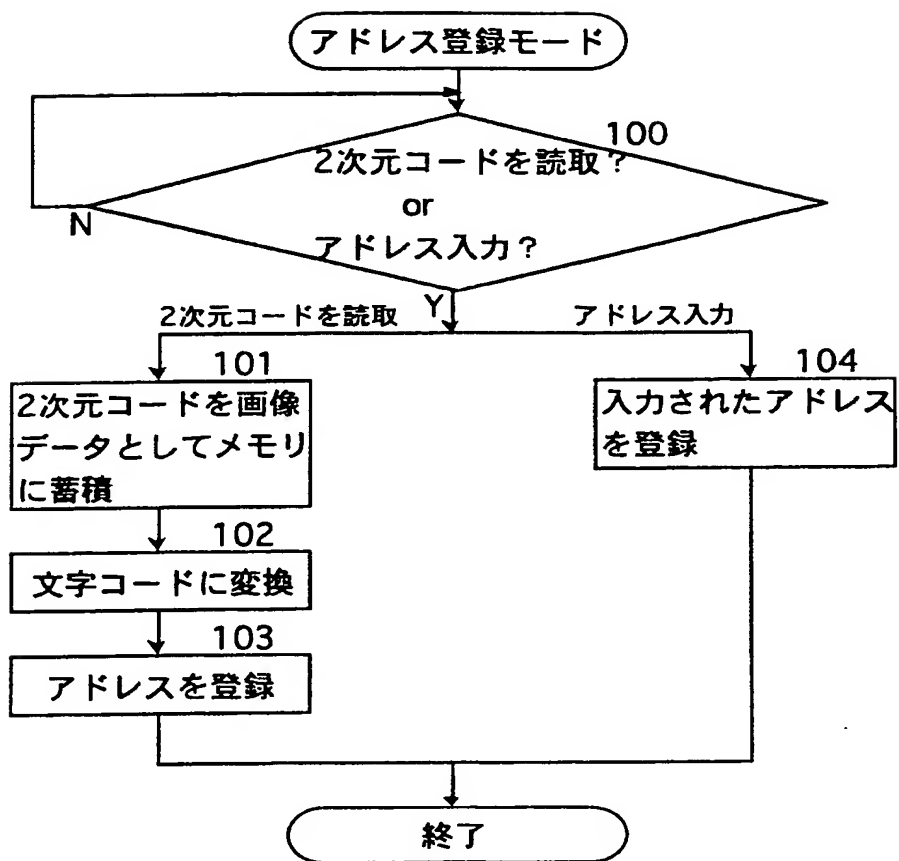 アドレス登録モード
100
2次元コードを読取?
or
アドレス入力?
N
Y
2次元コードを読取
アドレス入力
101
2次元コードを画像
データとしてメモリ
に蓄積
104
入力されたアドレス
を登録
102
文字コードに変換
103
アドレスを登録
終了